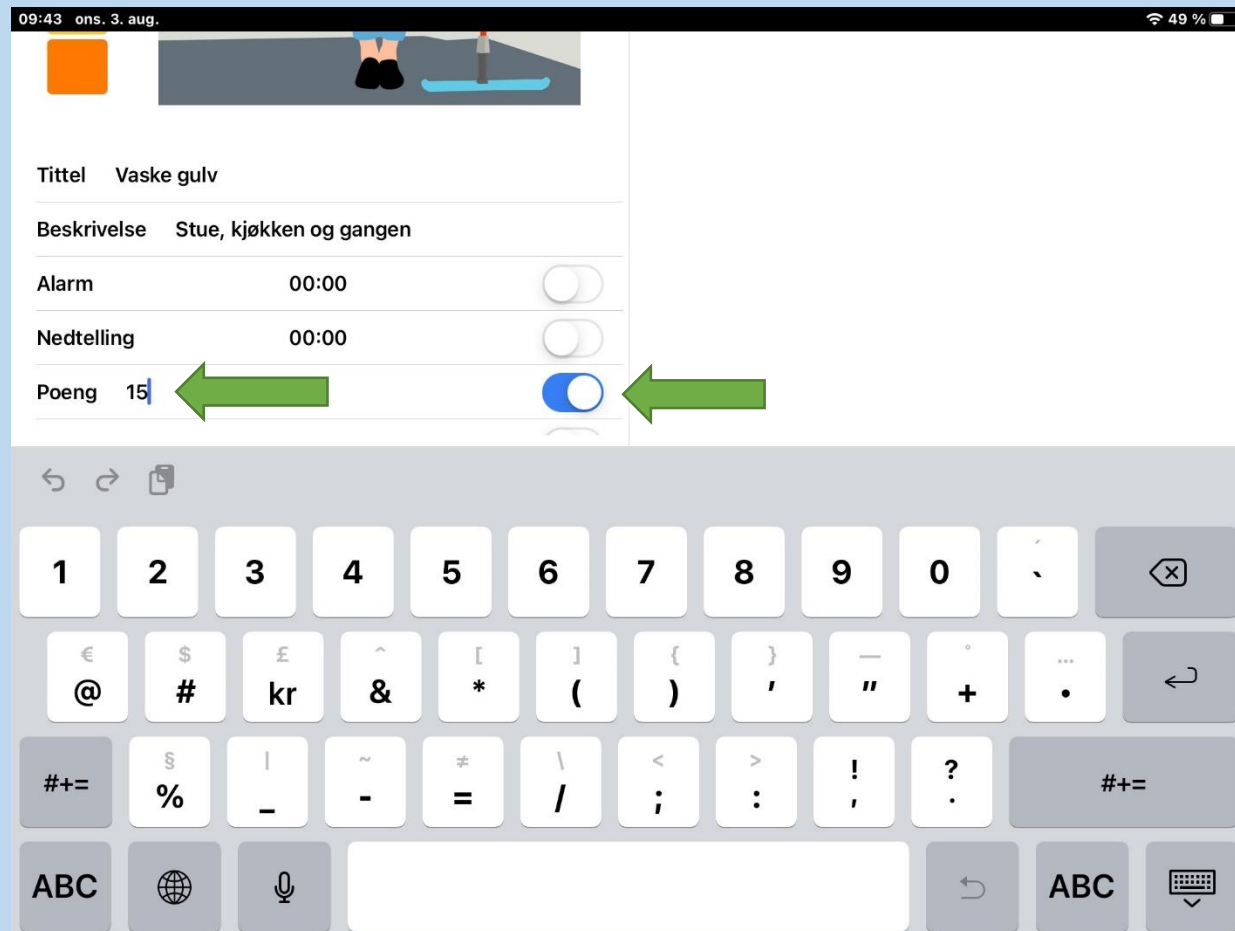 09:43 ons. 3. aug. 49 %
Tittel Vaske gulv
Beskrivelse Stue, kjøkken og gangen
Alarm 00:00
Nedtelling 00:00
Poeng 15
1 2 3 4 5 6 7 8 9 0 ´ `
€ $ £ ^ [ ] { } — ° …
@ # kr & * ( ) ' " + •
§ | ~ ≠ \ < > ! ?
#+= % _ - = / ; : , . #+=
ABC ABC